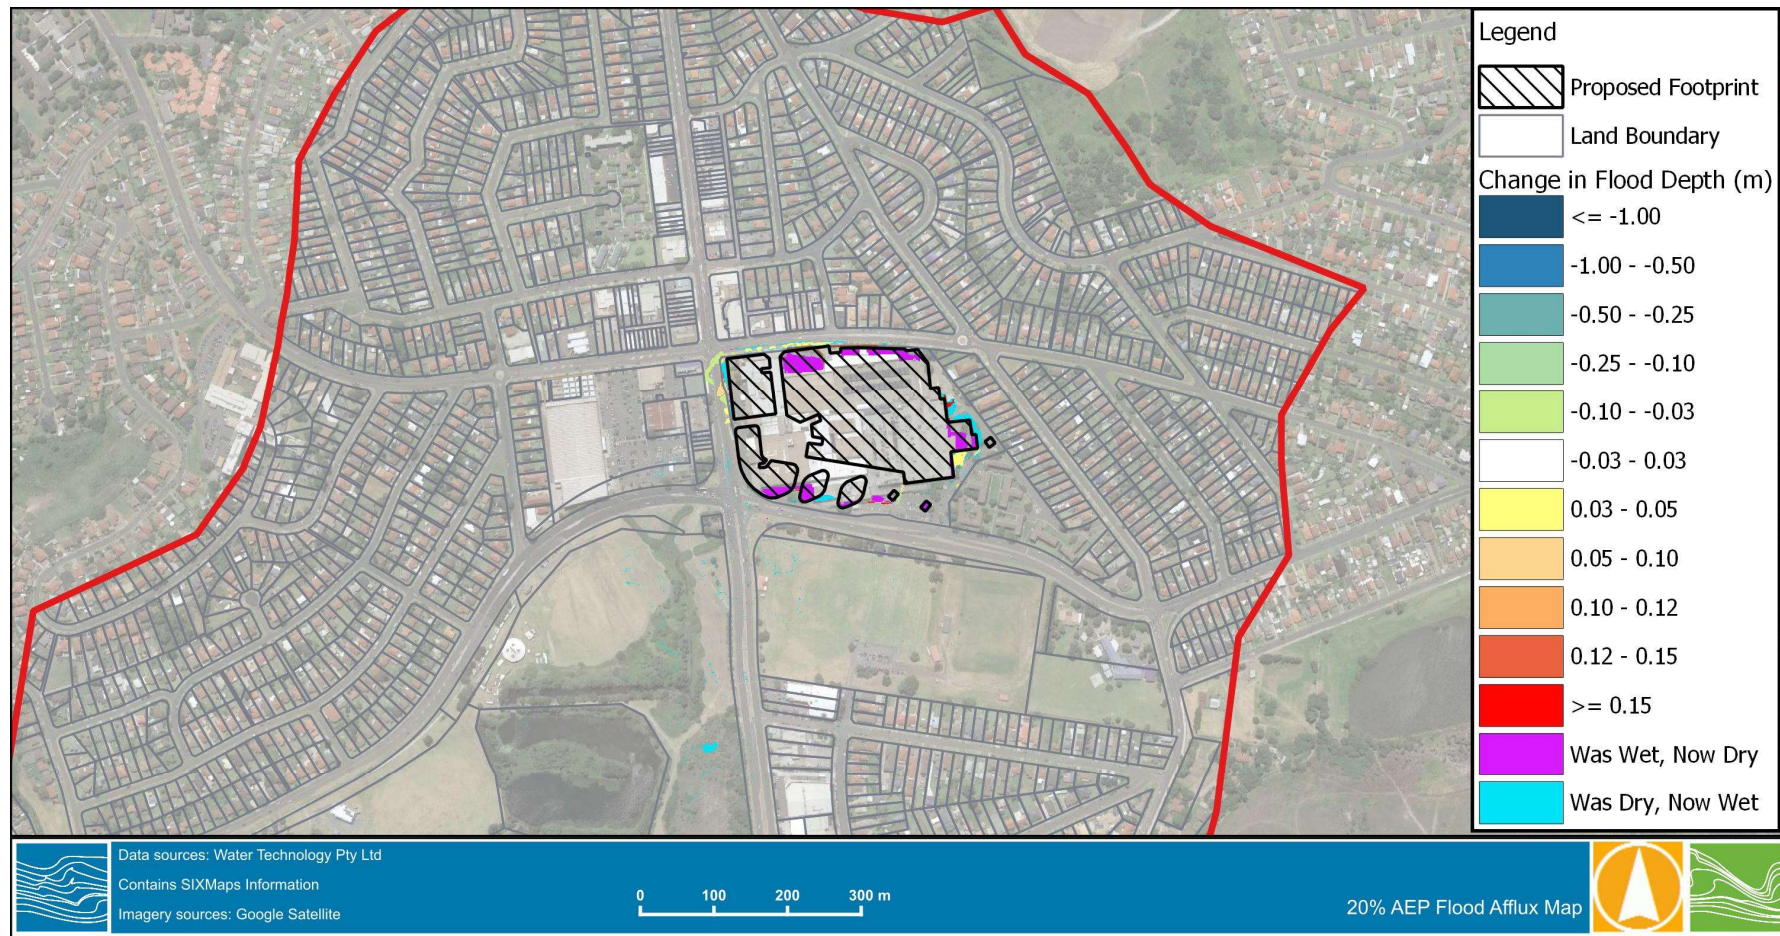 Legend
Proposed Footprint
Land Boundary
Change in Flood Depth (m)
<= -1.00
-1.00 - -0.50
-0.50 - -0.25
-0.25 - -0.10
-0.10 - -0.03
-0.03 - 0.03
0.03 - 0.05
0.05 - 0.10
0.10 - 0.12
0.12 - 0.15
>= 0.15
Was Wet, Now Dry
Was Dry, Now Wet
Data sources: Water Technology Pty Ltd
Contains SIXMaps Information
Imagery sources: Google Satellite
0 100 200 300 m
20% AEP Flood Afflux Map